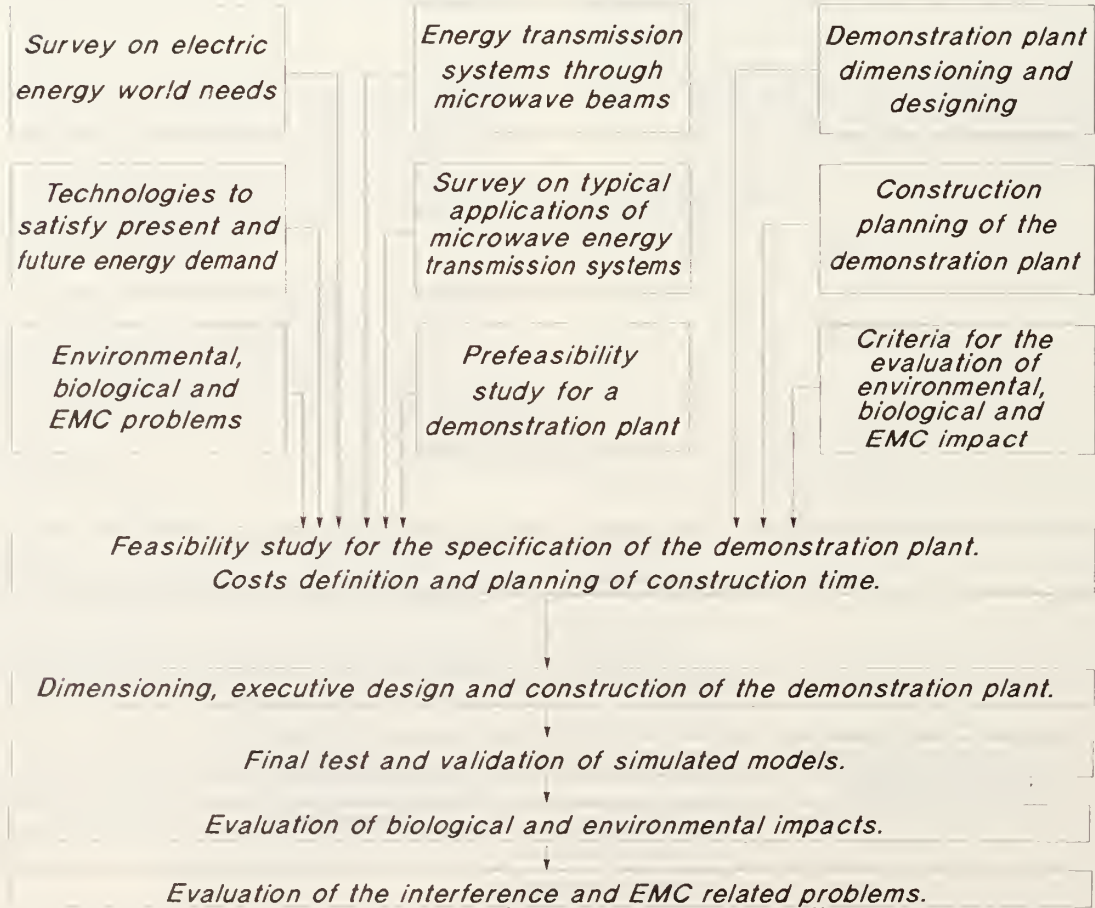 Survey on electric
energy world needs
Energy transmission
systems through
microwave beams
Demonstration plant
dimensioning and
designing
Technologies to
satisfy present and
future energy demand
Survey on typical
applications of
microwave energy
transmission systems
Construction
planning of the
demonstration plant
Environmental,
biological and
EMC problems
Prefeasibility
study for a
demonstration plant
Criteria for the
evaluation of
environmental,
biological and
EMC impact
Feasibility study for the specification of the demonstration plant.
Costs definition and planning of construction time.
Dimensioning, executive design and construction of the demonstration plant.
Final test and validation of simulated models.
Evaluation of biological and environmental impacts.
Evaluation of the interference and EMC related problems.